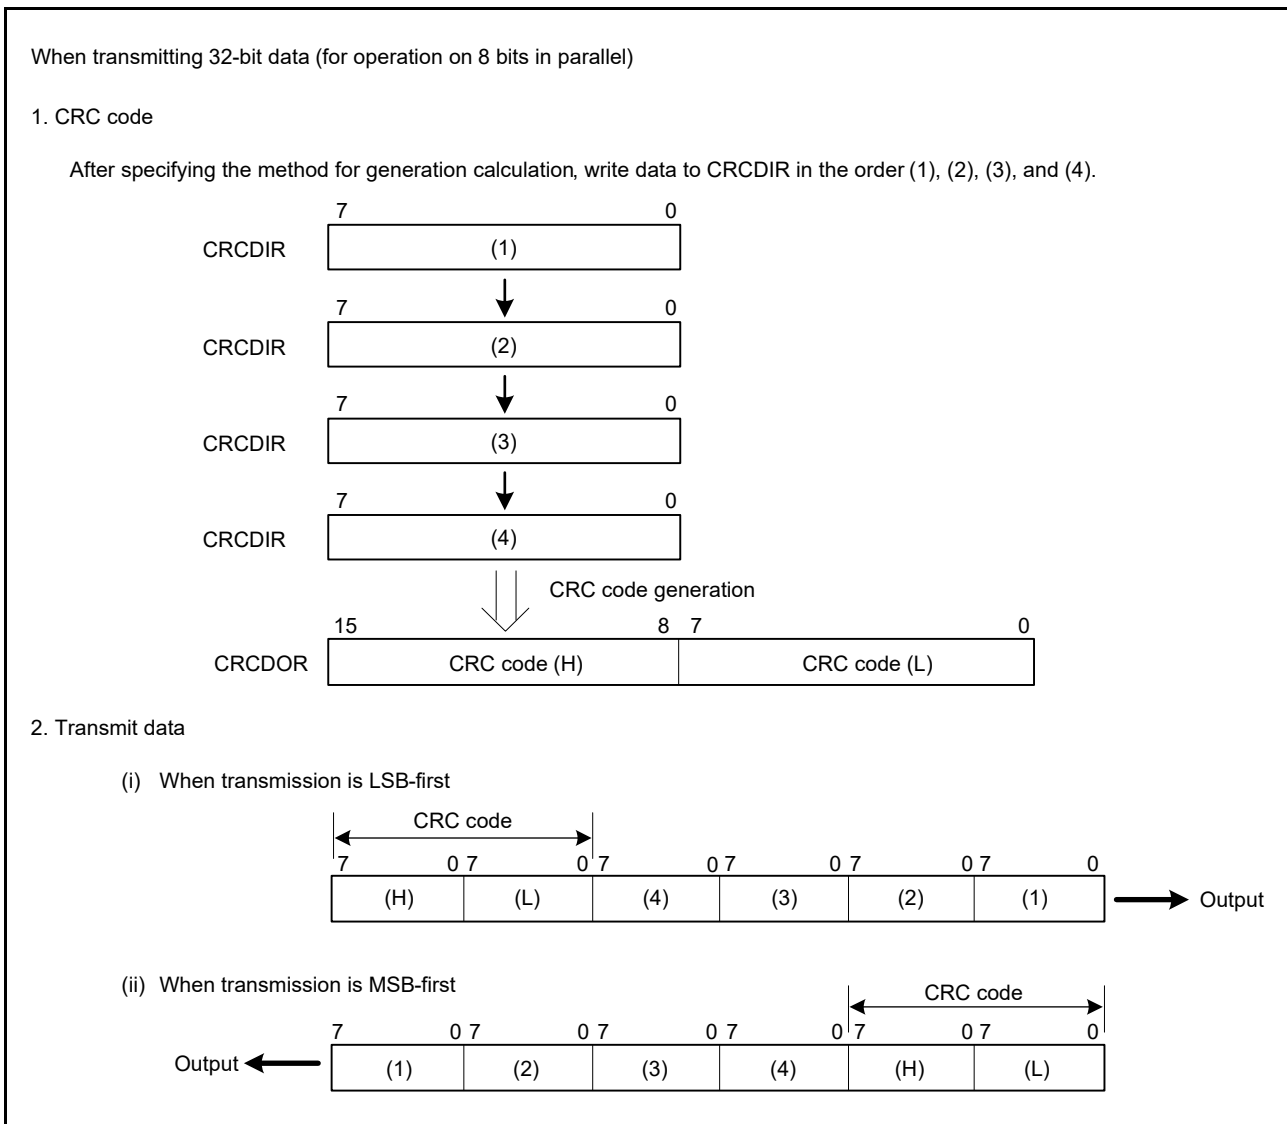 When transmitting 32-bit data (for operation on 8 bits in parallel)
1. CRC code
After specifying the method for generation calculation, write data to CRCDIR in the order (1), (2), (3), and (4).
7 0
CRCDIR (1)
7 0
CRCDIR (2)
7 0
CRCDIR (3)
7 0
CRCDIR (4)
CRC code generation
15 8 7 0
CRCDOR CRC code (H) CRC code (L)
2. Transmit data
(i) When transmission is LSB-first
CRC code
7 0 7 0 7 0 7 0 7 0 7 0
(H) (L) (4) (3) (2) (1) Output
(ii) When transmission is MSB-first
CRC code
7 0 7 0 7 0 7 0 7 0 7 0
Output (1) (2) (3) (4) (H) (L)